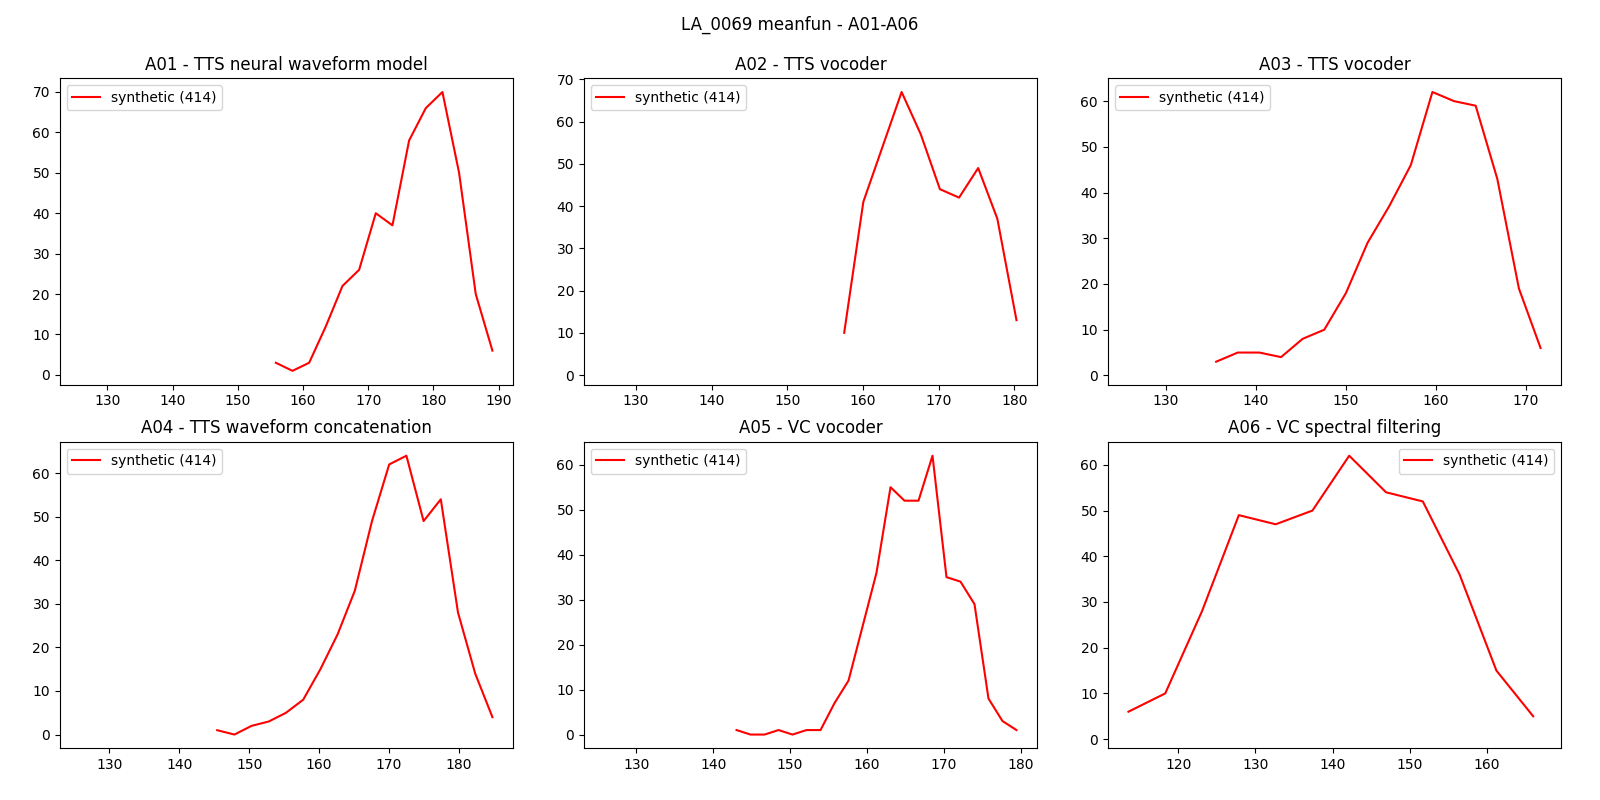 LA_0069 meanfun - A01-A06
A01 - TTS neural waveform model
synthetic (414)
70
60
50
40
30
20
10
0
130 140 150 160 170 180 190
A02 - TTS vocoder
synthetic (414)
70
60
50
40
30
20
10
0
130 140 150 160 170 180
A03 - TTS vocoder
synthetic (414)
60
50
40
30
20
10
0
130 140 150 160 170
A04 - TTS waveform concatenation
synthetic (414)
60
50
40
30
20
10
0
130 140 150 160 170 180
A05 - VC vocoder
synthetic (414)
60
50
40
30
20
10
0
130 140 150 160 170 180
A06 - VC spectral filtering
synthetic (414)
60
50
40
30
20
10
0
120 130 140 150 160